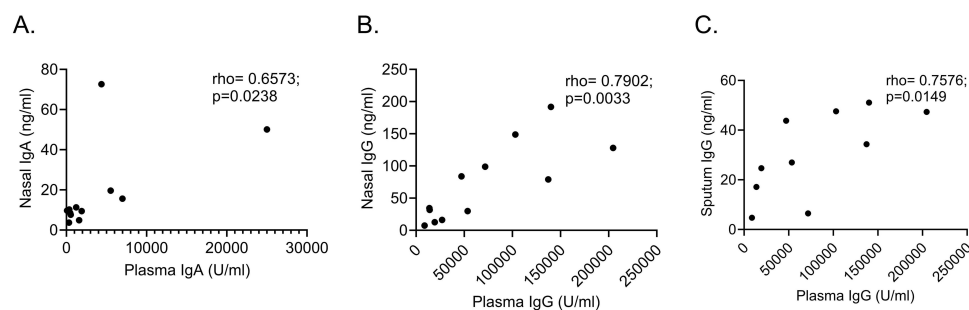 A.
rho= 0.6573;
p=0.0238
Nasal IgA (ng/ml)
80
60
40
20
0
0
10000
20000
30000
Plasma IgA (U/ml)
B.
rho= 0.7902;
p=0.0033
Nasal IgG (ng/ml)
250
200
150
100
50
0
0
50000
100000
150000
200000
250000
Plasma IgG (U/ml)
C.
rho= 0.7576;
p=0.0149
Sputum IgG (ng/ml)
60
40
20
0
0
50000
100000
150000
200000
250000
Plasma IgG (U/ml)